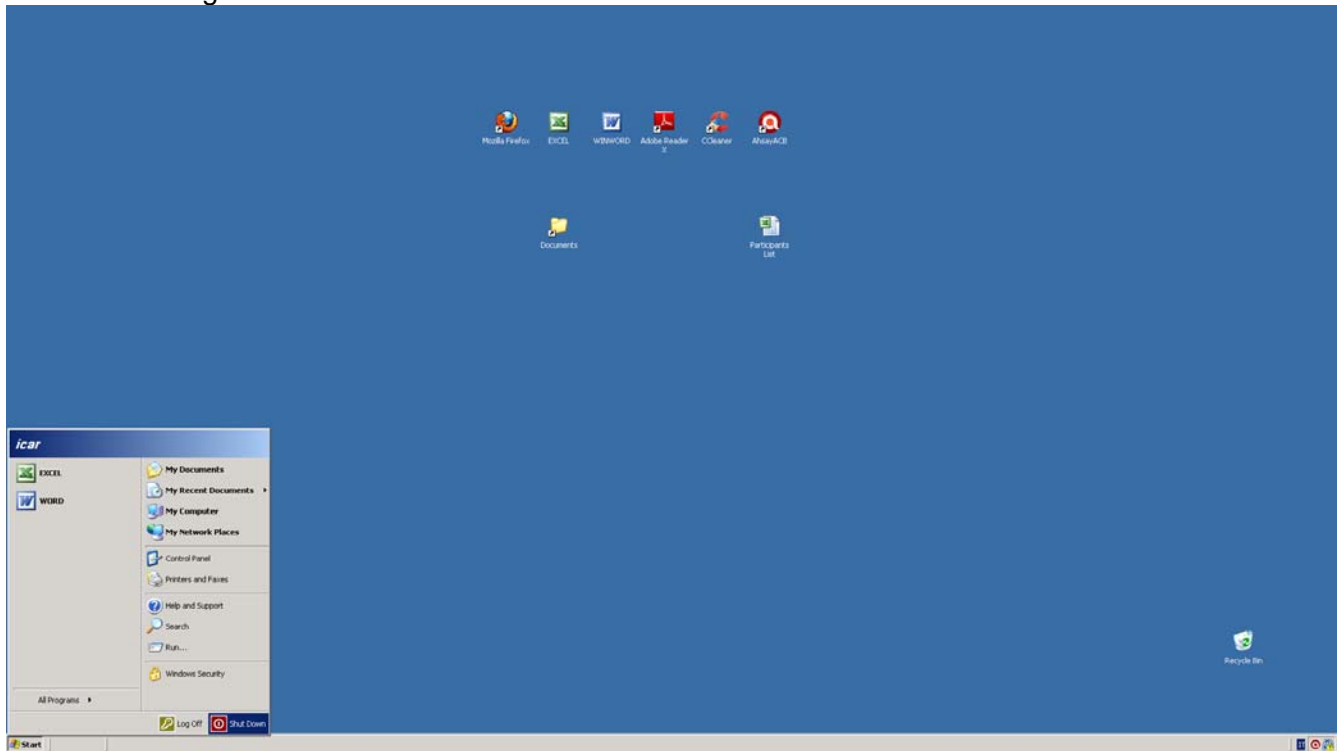 Mozilla Firefox
EXCEL
WINWORD
Adobe Reader
X
CCleaner
AhsayACB
Documents
Participants
List
icar
EXCEL
WORD
My Documents
My Recent Documents
My Computer
My Network Places
Control Panel
Printers and Faxes
Help and Support
Search
Run...
Windows Security
All Programs
Log Off
Shut Down
Recycle Bin
Start